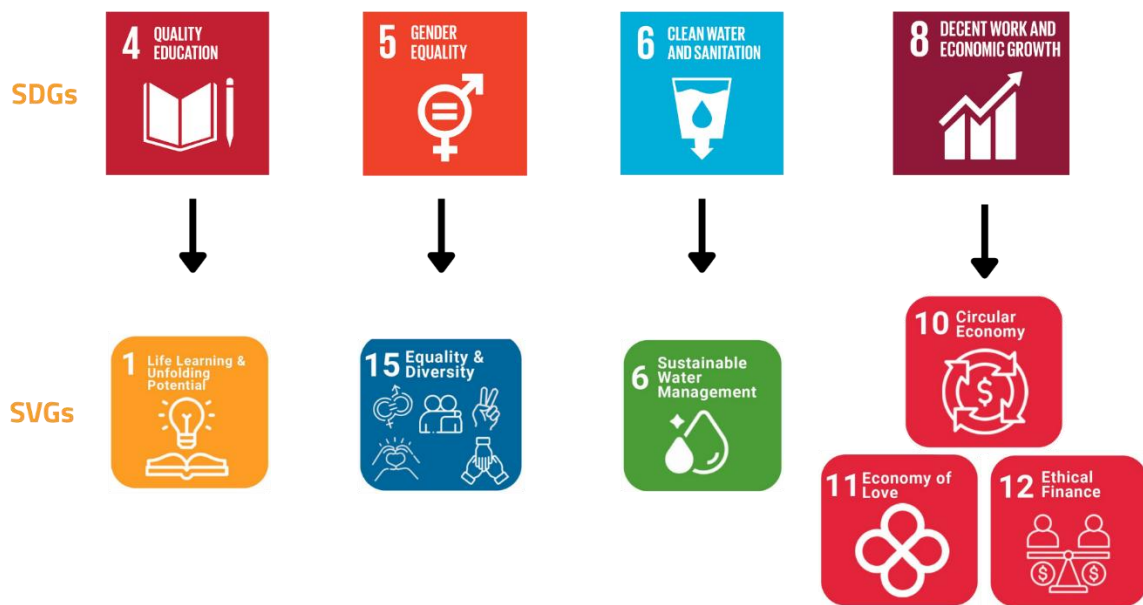 SDGs
4 QUALITY
EDUCATION
5 GENDER
EQUALITY
6 CLEAN WATER
AND SANITATION
8 DECENT WORK AND
ECONOMIC GROWTH
SVGs
1 Life Learning &
Unfolding
Potential
15 Equality &
Diversity
6 Sustainable
Water
Management
10 Circular
Economy
$
11 Economy of
Love
12 Ethical
Finance
$ $